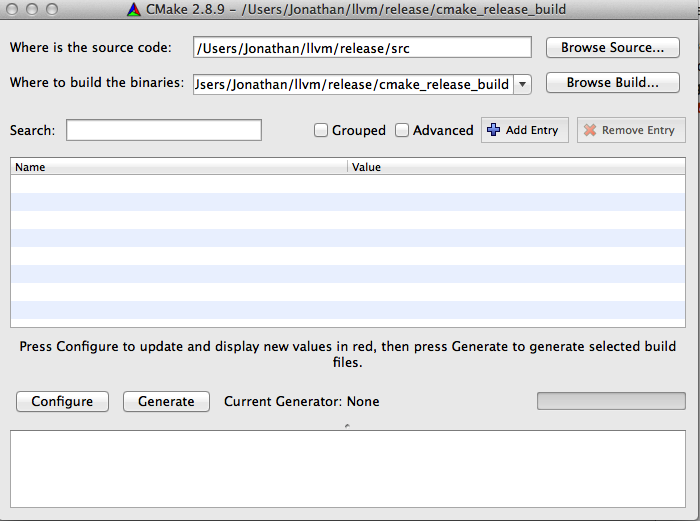 CMake 2.8.9 - /Users/Jonathan/llvm/release/cmake_release_build
Where is the source code: /Users/Jonathan/llvm/release/src Browse Source...
Where to build the binaries: Jsers/Jonathan/llvm/release/cmake_release_build Browse Build...
Search: Grouped Advanced Add Entry Remove Entry
Name Value
Press Configure to update and display new values in red, then press Generate to generate selected build
files.
Configure Generate Current Generator: None